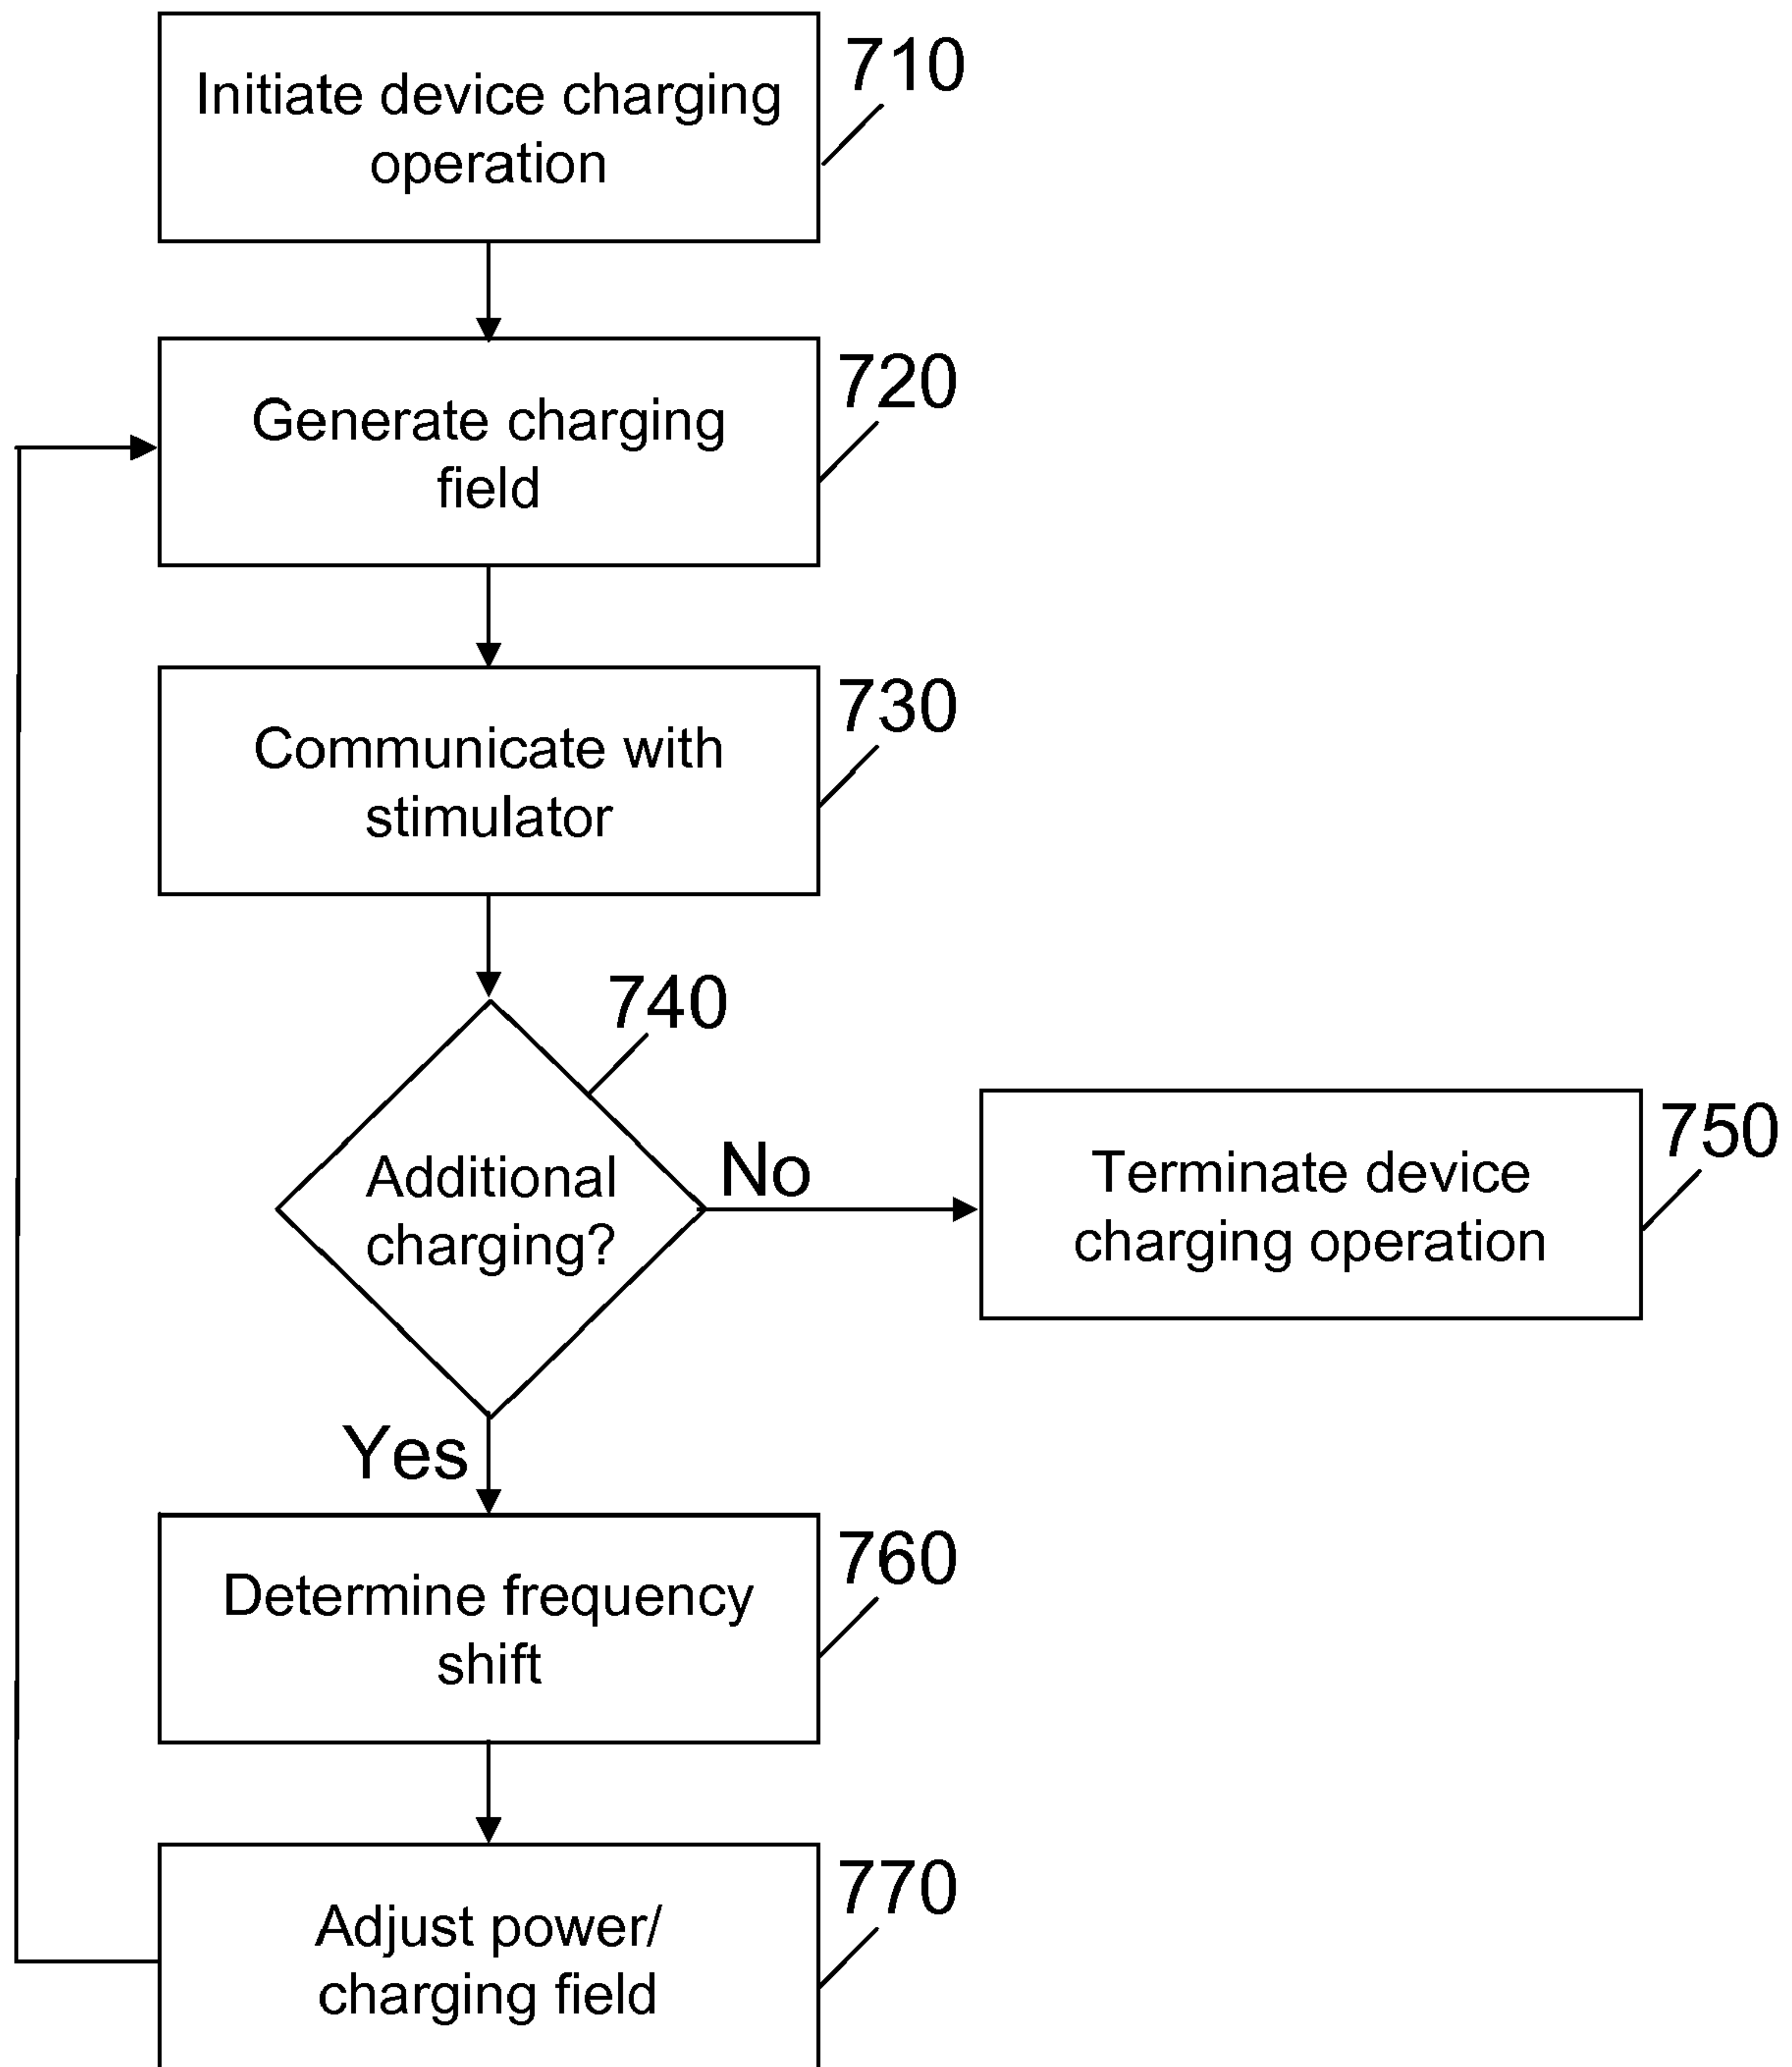 Initiate device charging
operation
710
Generate charging
field
720
Communicate with
stimulator
730
740
Additional
charging?
No
Terminate device
charging operation
750
Yes
Determine frequency
shift
760
Adjust power/
charging field
770